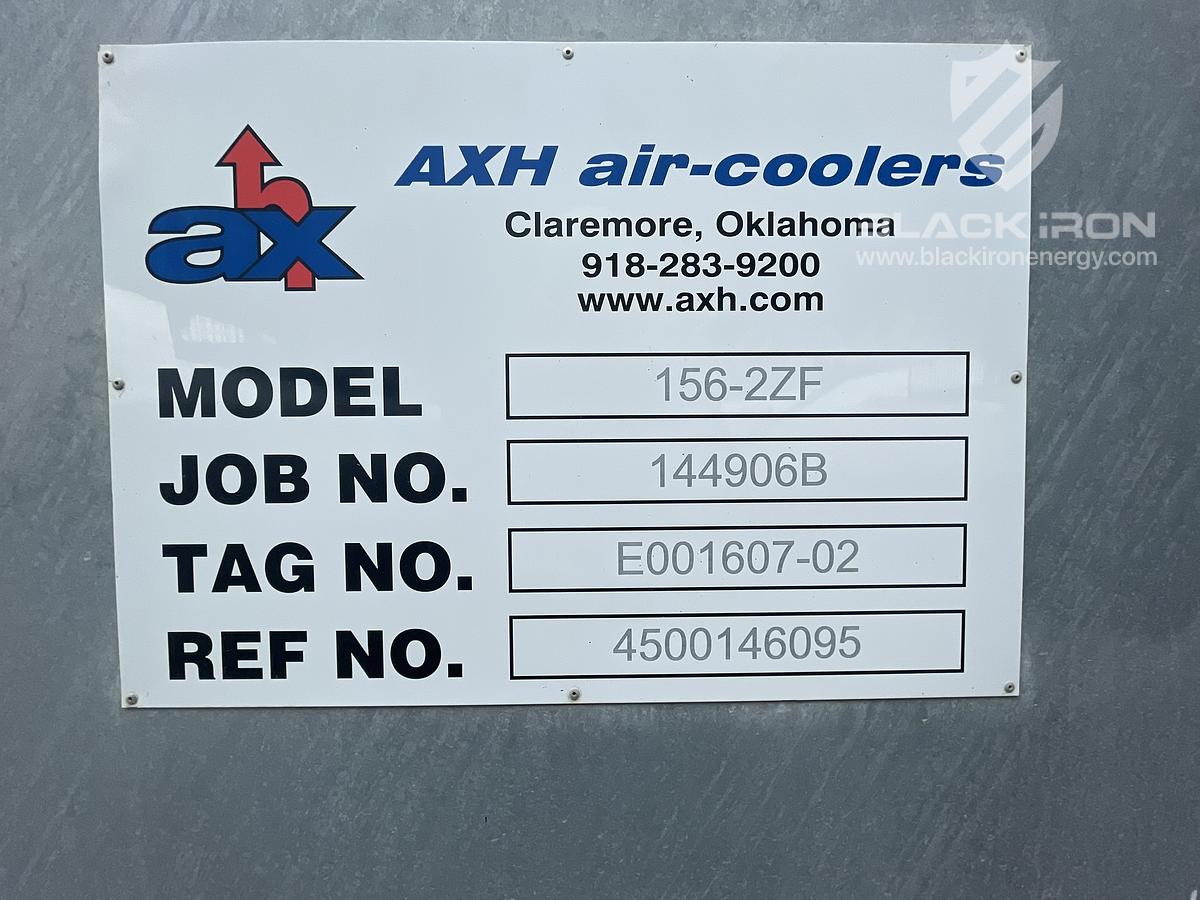 axh
AXH air-coolers
Claremore, Oklahoma
918-283-9200
www.axh.com
BLACK IRON
www.blackironenergy.com
MODEL 156-2ZF
JOB NO. 144906B
TAG NO. E001607-02
REF NO. 4500146095